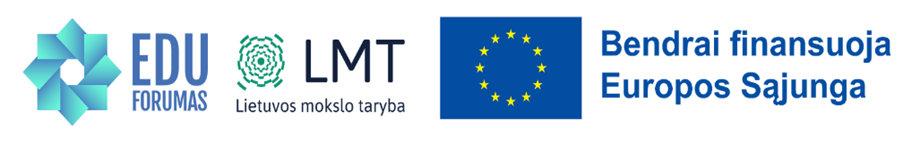 EDU
FORUMAS
LMT
Lietuvos mokslo taryba
Bendrai finansuoja
Europos Sąjunga